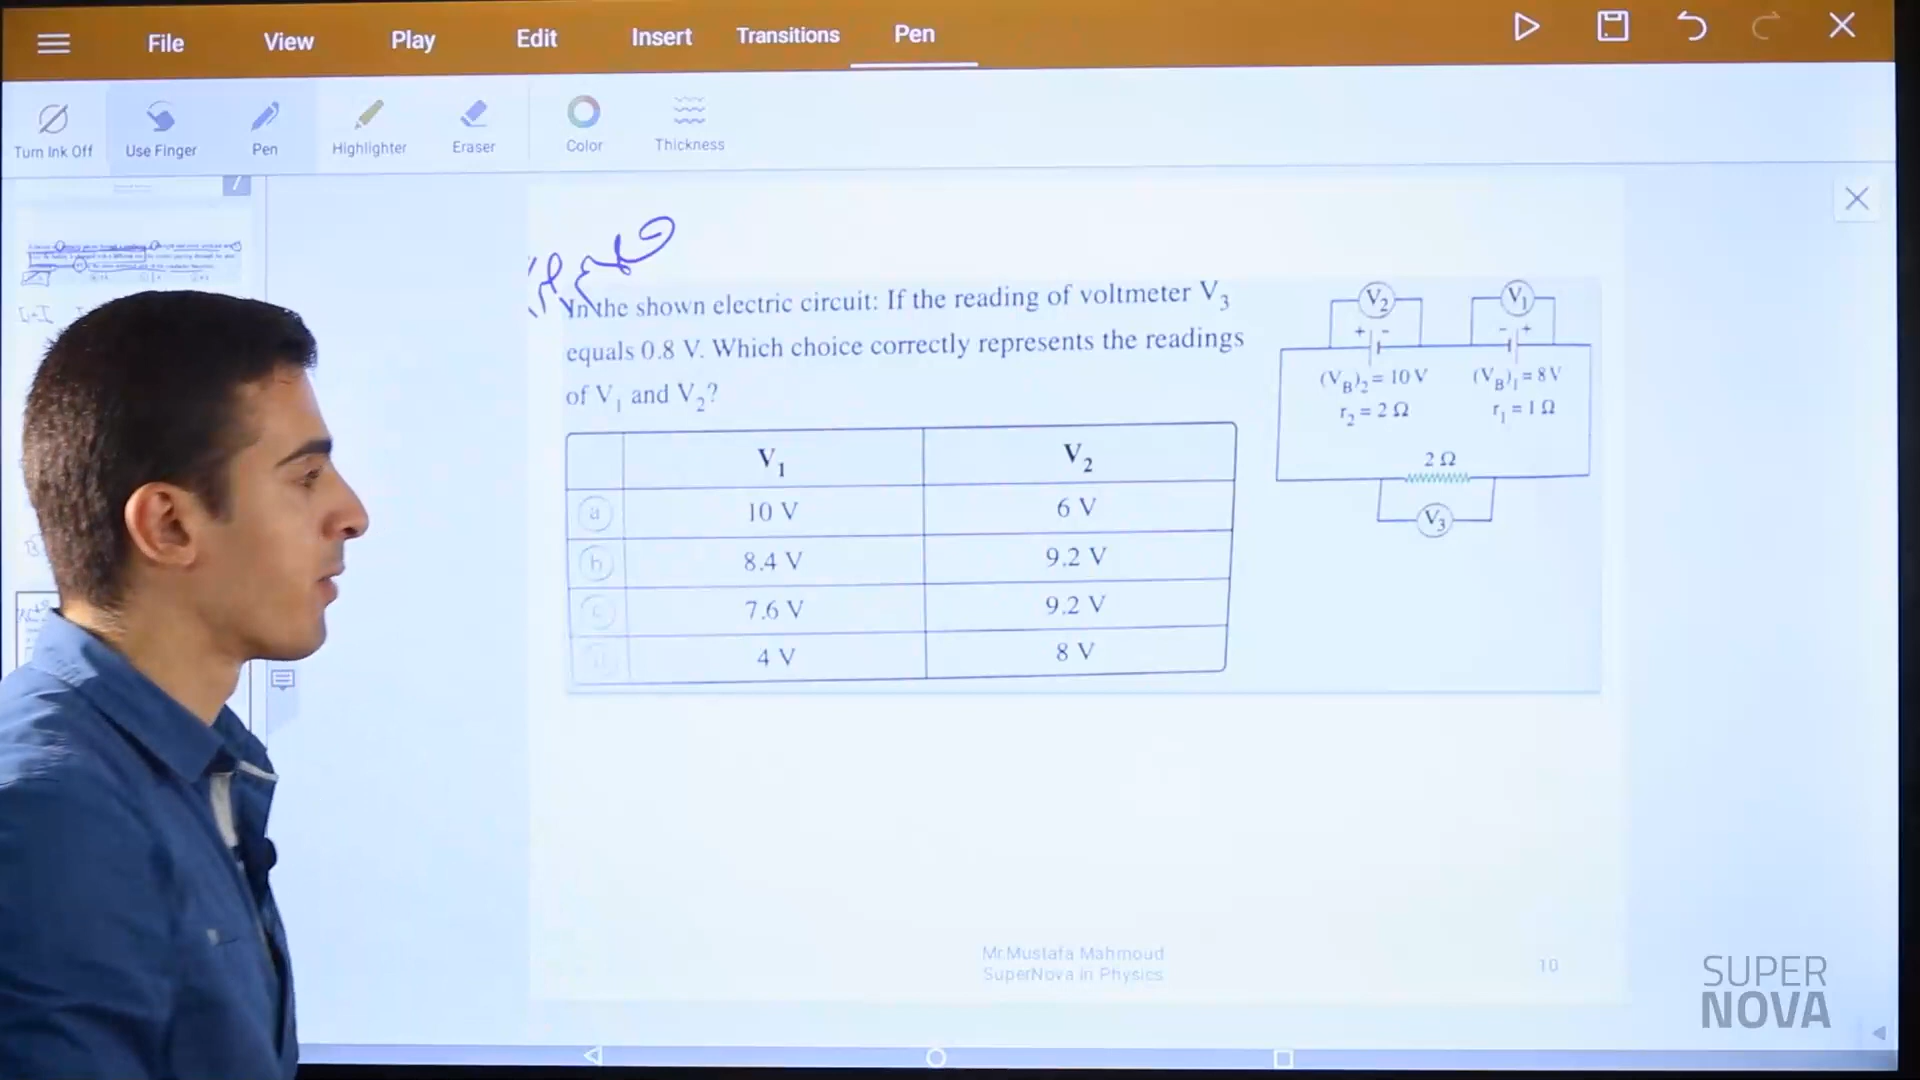 File View Play Edit Insert Transitions Pen
Turn Ink Off Use Finger Pen Highlighter Eraser Color Thickness
7
In the shown electric circuit: If the reading of voltmeter V₃
equals 0.8 V. Which choice correctly represents the readings
of V₁ and V₂?
V₁ V₂
a 10 V 6 V
b 8.4 V 9.2 V
c 7.6 V 9.2 V
d 4 V 8 V
V₂ V₁
+ - - +
(V_B)₂ = 10 V (V_B)₁ = 8 V
r₂ = 2 Ω r₁ = 1 Ω
2 Ω
V₃
Mr.Mustafa Mahmoud
SuperNova in Physics
10
SUPER
NOVA